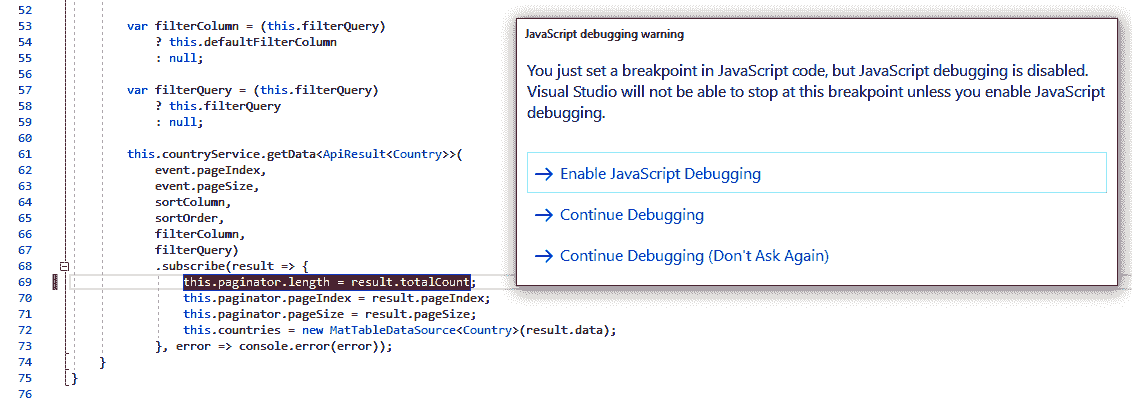 52
53 var filterColumn = (this.filterQuery)
54 ? this.defaultFilterColumn
55 : null;
56
57 var filterQuery = (this.filterQuery)
58 ? this.filterQuery
59 : null;
60
61 this.countryService.getData<ApiResult<Country>>(
62 event.pageIndex,
63 event.pageSize,
64 sortColumn,
65 sortOrder,
66 filterColumn,
67 filterQuery)
68 .subscribe(result => {
69 this.paginator.length = result.totalCount;
70 this.paginator.pageIndex = result.pageIndex;
71 this.paginator.pageSize = result.pageSize;
72 this.countries = new MatTableDataSource<Country>(result.data);
73 }, error => console.error(error));
74 }
75 }
76
JavaScript debugging warning
You just set a breakpoint in JavaScript code, but JavaScript debugging is disabled.
Visual Studio will not be able to stop at this breakpoint unless you enable JavaScript
debugging.
→ Enable JavaScript Debugging
→ Continue Debugging
→ Continue Debugging (Don't Ask Again)